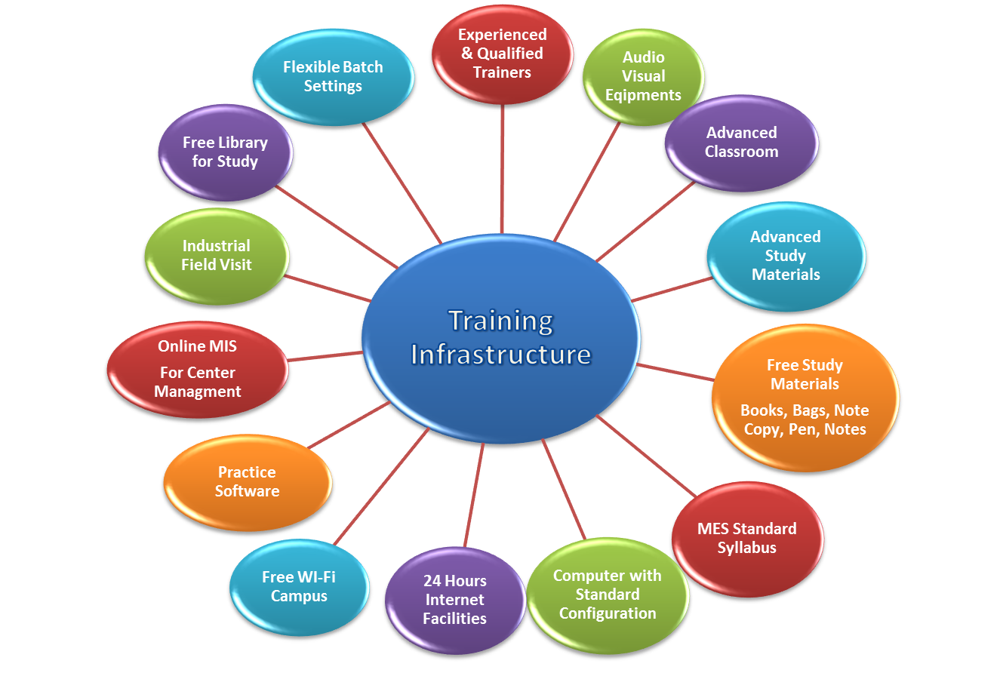 Experienced
& Qualified
Trainers
Audio
Visual
Eqipments
Advanced
Classroom
Advanced
Study
Materials
Free Study
Materials
Books, Bags, Note
Copy, Pen, Notes
MES Standard
Syllabus
Computer with
Standard
Configuration
24 Hours
Internet
Facilities
Free WI-Fi
Campus
Practice
Software
Online MIS
For Center
Managment
Industrial
Field Visit
Free Library
for Study
Flexible Batch
Settings
Training
Infrastructure